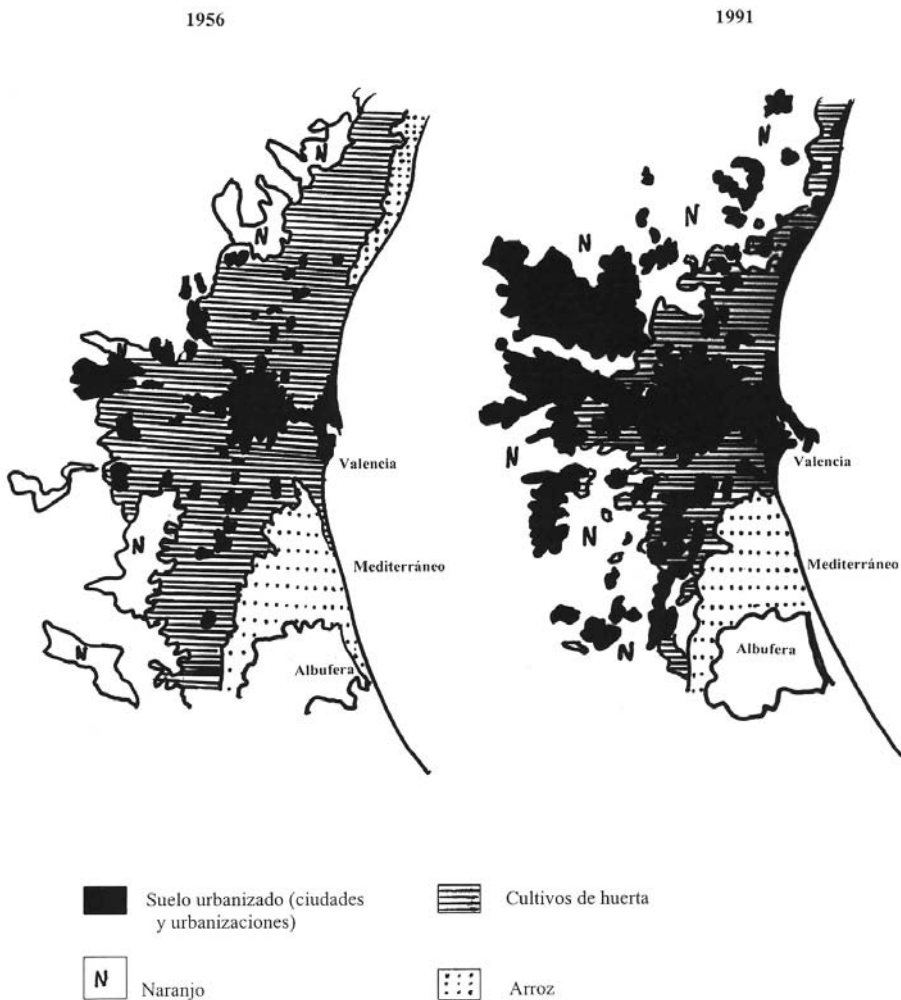 1956
1991
N
N
N
N
N
Valencia
Mediterráneo
Albufera
N
N
N
N
N
N
Valencia
Mediterráneo
Albufera
Suelo urbanizado (ciudades
y urbanizaciones)
Cultivos de huerta
N Naranjo
Arroz